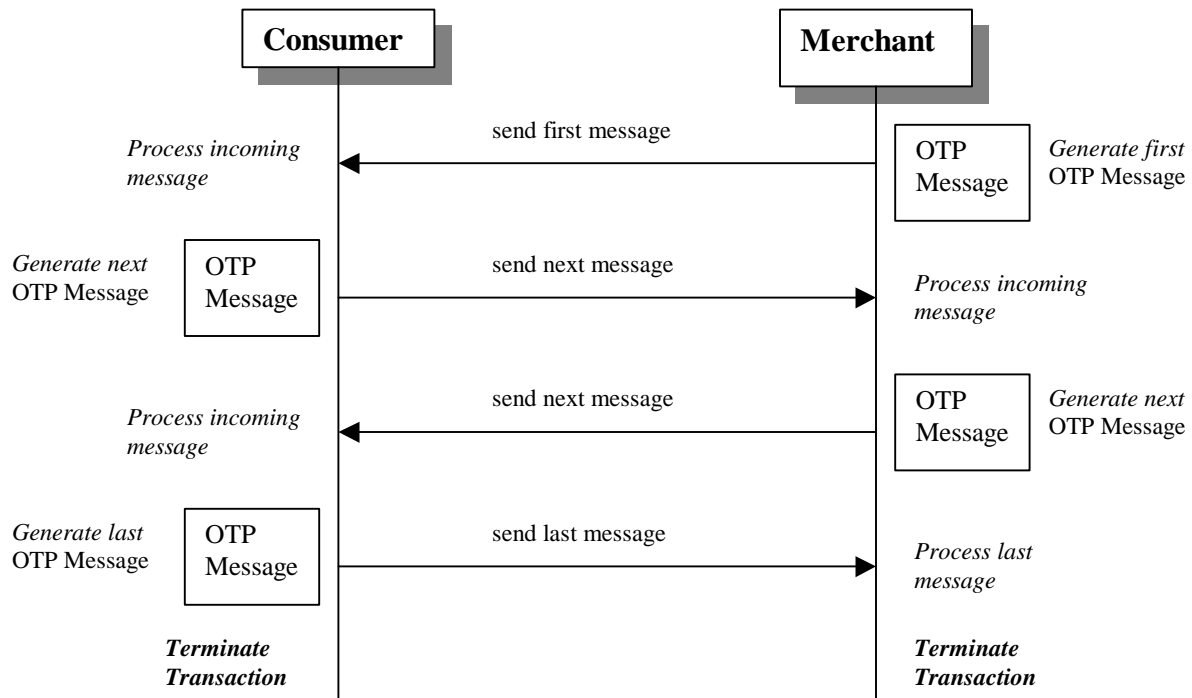 Consumer
Merchant
send first message
Process incoming
message
OTP
Message
Generate first
OTP Message
Generate next
OTP Message
OTP
Message
send next message
Process incoming
message
Process incoming
message
send next message
OTP
Message
Generate next
OTP Message
Generate last
OTP Message
OTP
Message
send last message
Process last
message
Terminate
Transaction
Terminate
Transaction